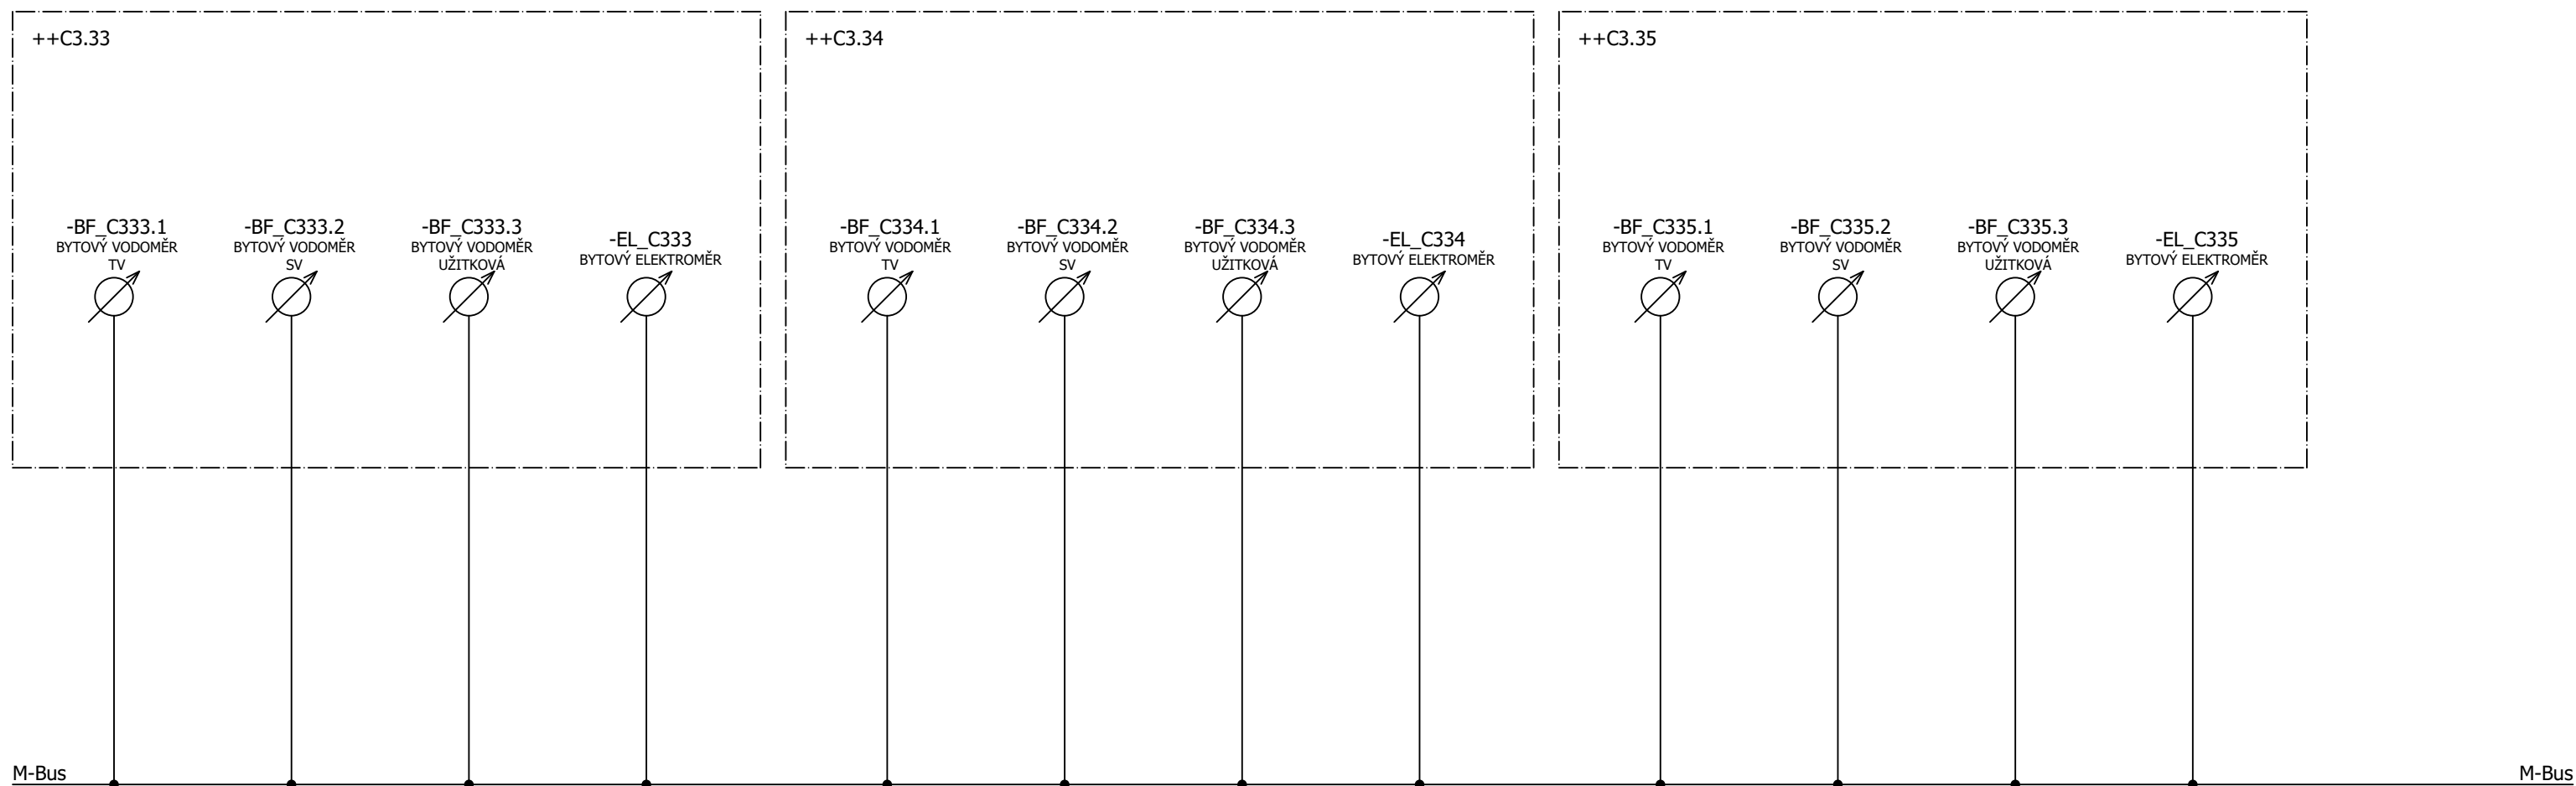 ++C3.33
-BF_C333.1
BYTOVÝ VODOMĚR
TV
-BF_C333.2
BYTOVÝ VODOMĚR
SV
-BF_C333.3
BYTOVÝ VODOMĚR
UŽITKOVÁ
-EL_C333
BYTOVÝ ELEKTROMĚR
++C3.34
-BF_C334.1
BYTOVÝ VODOMĚR
TV
-BF_C334.2
BYTOVÝ VODOMĚR
SV
-BF_C334.3
BYTOVÝ VODOMĚR
UŽITKOVÁ
-EL_C334
BYTOVÝ ELEKTROMĚR
++C3.35
-BF_C335.1
BYTOVÝ VODOMĚR
TV
-BF_C335.2
BYTOVÝ VODOMĚR
SV
-BF_C335.3
BYTOVÝ VODOMĚR
UŽITKOVÁ
-EL_C335
BYTOVÝ ELEKTROMĚR
M-Bus
M-Bus